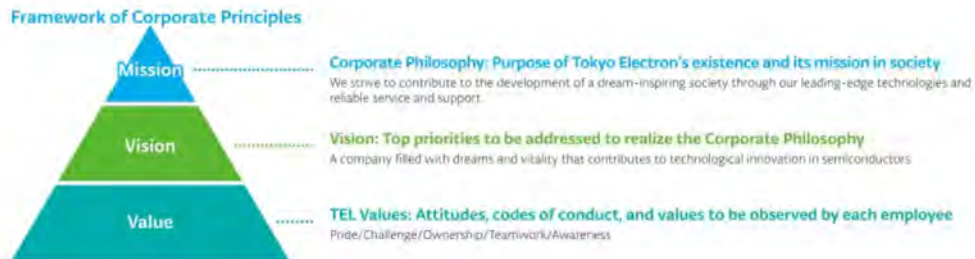 Framework of Corporate Principles
Mission
Corporate Philosophy: Purpose of Tokyo Electron's existence and its mission in society
We strive to contribute to the development of a dream-inspiring society through our leading-edge technologies and
reliable service and support.
Vision
Vision: Top priorities to be addressed to realize the Corporate Philosophy
A company filled with dreams and vitality that contributes to technological innovation in semiconductors
Value
TEL Values: Attitudes, codes of conduct, and values to be observed by each employee
Pride/Challenge/Ownership/Teamwork/Awareness